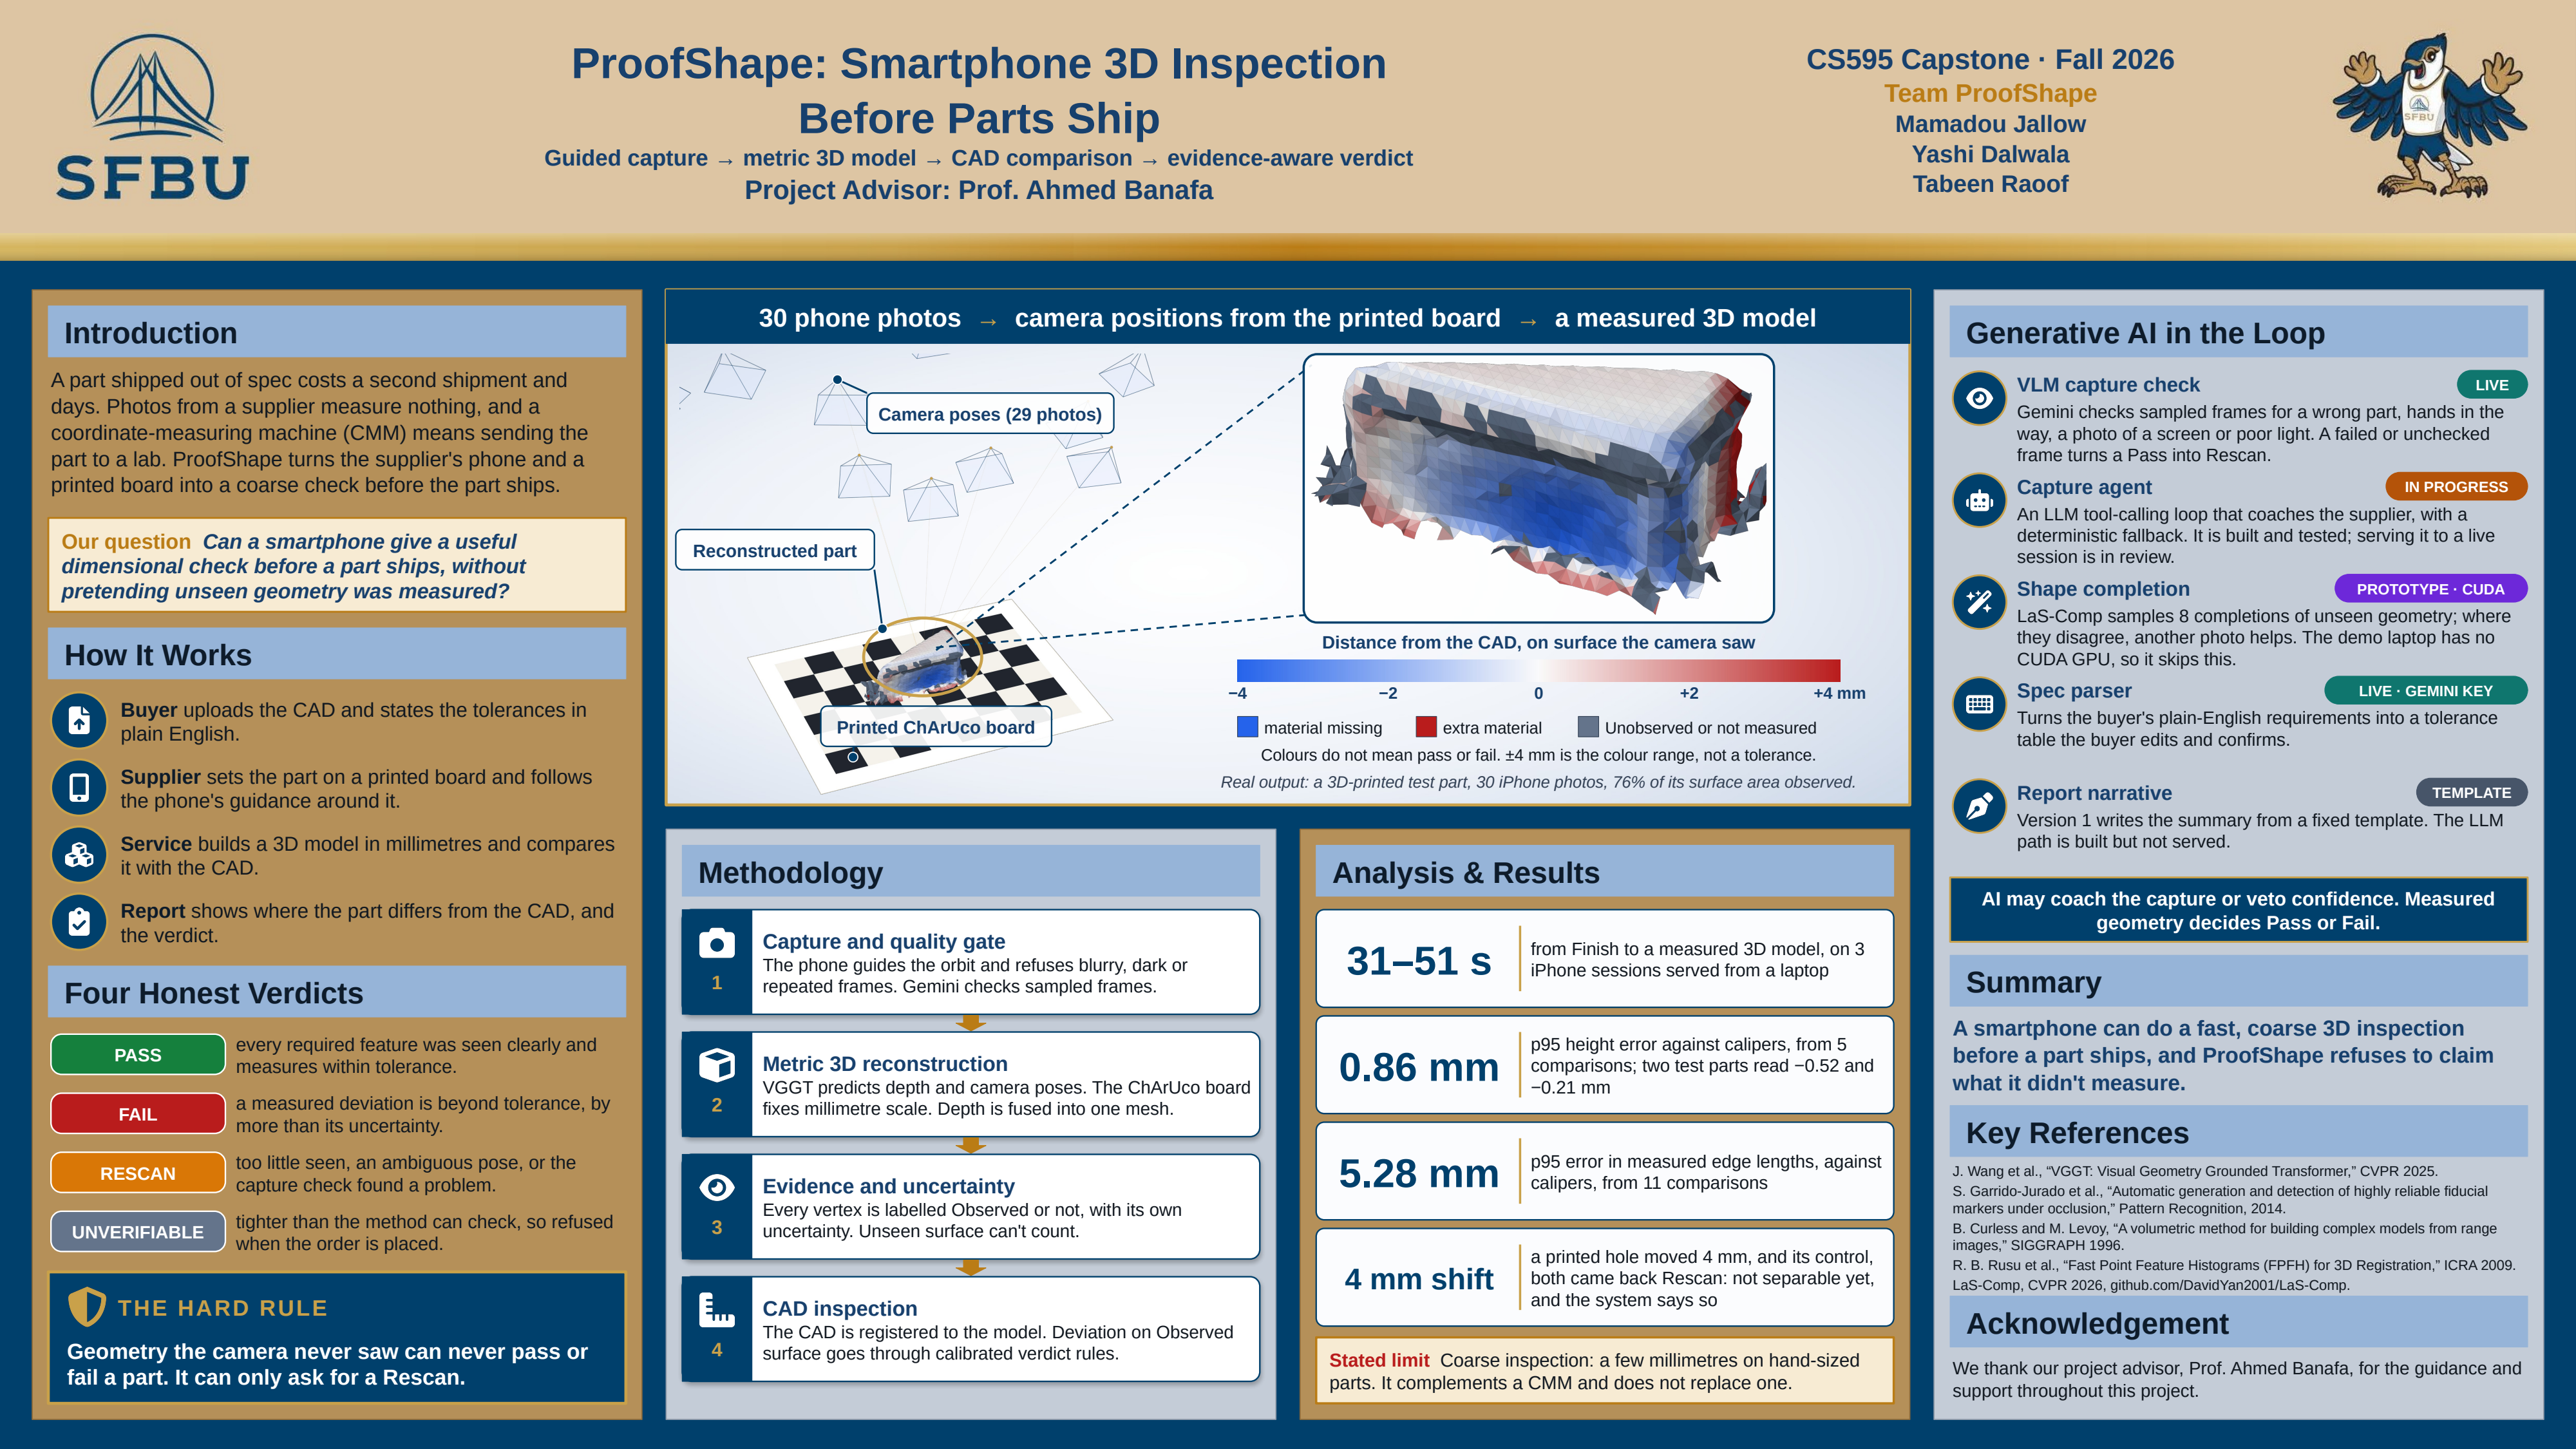 SFBU
ProofShape: Smartphone 3D Inspection
Before Parts Ship
Guided capture → metric 3D model → CAD comparison → evidence-aware verdict
Project Advisor: Prof. Ahmed Banafa
CS595 Capstone · Fall 2026
Team ProofShape
Mamadou Jallow
Yashi Dalwala
Tabeen Raoof
SFBU
Introduction
A part shipped out of spec costs a second shipment and
days. Photos from a supplier measure nothing, and a
coordinate-measuring machine (CMM) means sending the
part to a lab. ProofShape turns the supplier's phone and a
printed board into a coarse check before the part ships.
Our question Can a smartphone give a useful
dimensional check before a part ships, without
pretending unseen geometry was measured?
How It Works
Buyer uploads the CAD and states the tolerances in
plain English.
Supplier sets the part on a printed board and follows
the phone's guidance around it.
Service builds a 3D model in millimetres and compares
it with the CAD.
Report shows where the part differs from the CAD, and
the verdict.
Four Honest Verdicts
PASS
every required feature was seen clearly and
measures within tolerance.
FAIL
a measured deviation is beyond tolerance, by
more than its uncertainty.
RESCAN
too little seen, an ambiguous pose, or the
capture check found a problem.
UNVERIFIABLE
tighter than the method can check, so refused
when the order is placed.
THE HARD RULE
Geometry the camera never saw can never pass or
fail a part. It can only ask for a Rescan.
30 phone photos → camera positions from the printed board → a measured 3D model
Camera poses (29 photos)
Reconstructed part
Printed ChArUco board
Distance from the CAD, on surface the camera saw
−4 −2 0 +2 +4 mm
material missing extra material Unobserved or not measured
Colours do not mean pass or fail. ±4 mm is the colour range, not a tolerance.
Real output: a 3D-printed test part, 30 iPhone photos, 76% of its surface area observed.
Methodology
1
Capture and quality gate
The phone guides the orbit and refuses blurry, dark or
repeated frames. Gemini checks sampled frames.
2
Metric 3D reconstruction
VGGT predicts depth and camera poses. The ChArUco board
fixes millimetre scale. Depth is fused into one mesh.
3
Evidence and uncertainty
Every vertex is labelled Observed or not, with its own
uncertainty. Unseen surface can't count.
4
CAD inspection
The CAD is registered to the model. Deviation on Observed
surface goes through calibrated verdict rules.
Analysis & Results
31–51 s
from Finish to a measured 3D model, on 3
iPhone sessions served from a laptop
0.86 mm
p95 height error against calipers, from 5
comparisons; two test parts read −0.52 and
−0.21 mm
5.28 mm
p95 error in measured edge lengths, against
calipers, from 11 comparisons
4 mm shift
a printed hole moved 4 mm, and its control,
both came back Rescan: not separable yet,
and the system says so
Stated limit Coarse inspection: a few millimetres on hand-sized
parts. It complements a CMM and does not replace one.
Generative AI in the Loop
VLM capture check LIVE
Gemini checks sampled frames for a wrong part, hands in the
way, a photo of a screen or poor light. A failed or unchecked
frame turns a Pass into Rescan.
Capture agent IN PROGRESS
An LLM tool-calling loop that coaches the supplier, with a
deterministic fallback. It is built and tested; serving it to a live
session is in review.
Shape completion PROTOTYPE · CUDA
LaS-Comp samples 8 completions of unseen geometry; where
they disagree, another photo helps. The demo laptop has no
CUDA GPU, so it skips this.
Spec parser LIVE · GEMINI KEY
Turns the buyer's plain-English requirements into a tolerance
table the buyer edits and confirms.
Report narrative TEMPLATE
Version 1 writes the summary from a fixed template. The LLM
path is built but not served.
AI may coach the capture or veto confidence. Measured
geometry decides Pass or Fail.
Summary
A smartphone can do a fast, coarse 3D inspection
before a part ships, and ProofShape refuses to claim
what it didn't measure.
Key References
J. Wang et al., “VGGT: Visual Geometry Grounded Transformer,” CVPR 2025.
S. Garrido-Jurado et al., “Automatic generation and detection of highly reliable fiducial
markers under occlusion,” Pattern Recognition, 2014.
B. Curless and M. Levoy, “A volumetric method for building complex models from range
images,” SIGGRAPH 1996.
R. B. Rusu et al., “Fast Point Feature Histograms (FPFH) for 3D Registration,” ICRA 2009.
LaS-Comp, CVPR 2026, github.com/DavidYan2001/LaS-Comp.
Acknowledgement
We thank our project advisor, Prof. Ahmed Banafa, for the guidance and
support throughout this project.